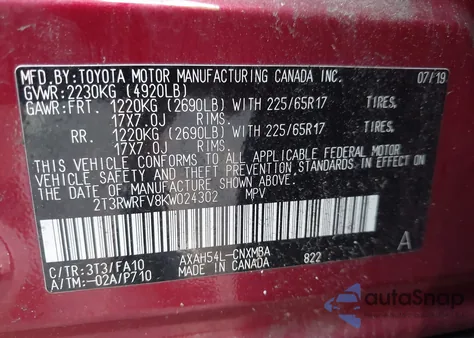 MFD.BY:TOYOTA MOTOR MANUFACTURING CANADA INC. 07/19
GVWR:2230KG (4920LB)
GAWR:FRT. 1220KG (2690LB) WITH 225/65R17 TIRES,
17X7.0J RIMS.
RR. 1220KG (2690LB) WITH 225/65R17 TIRES,
17X7.0J RIMS.
THIS VEHICLE CONFORMS TO ALL APPLICABLE FEDERAL MOTOR
VEHICLE SAFETY AND THEFT PREVENTION STANDARDS IN EFFECT ON
THE DATE OF MANUFACTURE SHOWN ABOVE.
2T3RWRFV8KW024302 MPV
C/TR:3T3/FA10 AXAH54L-CNXMBA 822 A
A/TM:-02A/P710
autoSnap